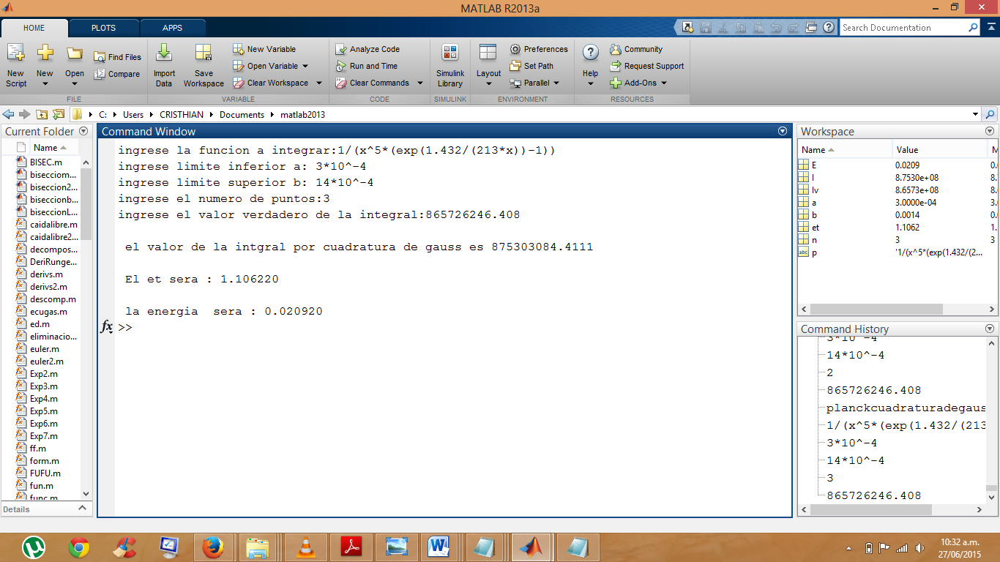 MATLAB R2013a
HOME PLOTS APPS
Search Documentation
New Script
New
Open
Find Files
Compare
Import Data
Save Workspace
New Variable
Open Variable
Clear Workspace
Analyze Code
Run and Time
Clear Commands
Simulink Library
Layout
Preferences
Set Path
Parallel
Help
Community
Request Support
Add-Ons
FILE VARIABLE CODE SIMULINK ENVIRONMENT RESOURCES
C: Users CRISTHIAN Documents matlab2013
Current Folder
Name
BISEC.m
bisecciom...
biseccion2...
biseccionb...
biseccionL...
caidalibre.m
caidalibre2...
decompos...
DeriRunge...
derivs.m
derivs2.m
descomp.m
ecugas.m
ed.m
eliminacio...
euler.m
euler2.m
Exp2.m
Exp3.m
Exp4.m
Exp5.m
Exp6.m
Exp7.m
ff.m
form.m
FUFU.m
fun.m
func.m
Details
Command Window
ingrese la funcion a integrar:1/(x^5*(exp(1.432/(213*x))-1))
ingrese limite inferior a: 3*10^-4
ingrese limite superior b: 14*10^-4
ingrese el numero de puntos:3
ingrese el valor verdadero de la integral:865726246.408
el valor de la intgral por cuadratura de gauss es 875303084.4111
El et sera : 1.106220
la energia sera : 0.020920
fx >>
Workspace
Name Value M
E 0.0209 0.
I 8.7530e+08 8.
Iv 8.6573e+08 8.
a 3.0000e-04 3.
b 0.0014 0.
et 1.1062 1.
n 3 3
abc p '1/(x^5*(exp(1.432/(2...
Command History
3*10^-4
14*10^-4
2
865726246.408
planckcuadraturadegaus
1/(x^5*(exp(1.432/(213
3*10^-4
14*10^-4
3
865726246.408
10:32 a.m.
27/06/2015